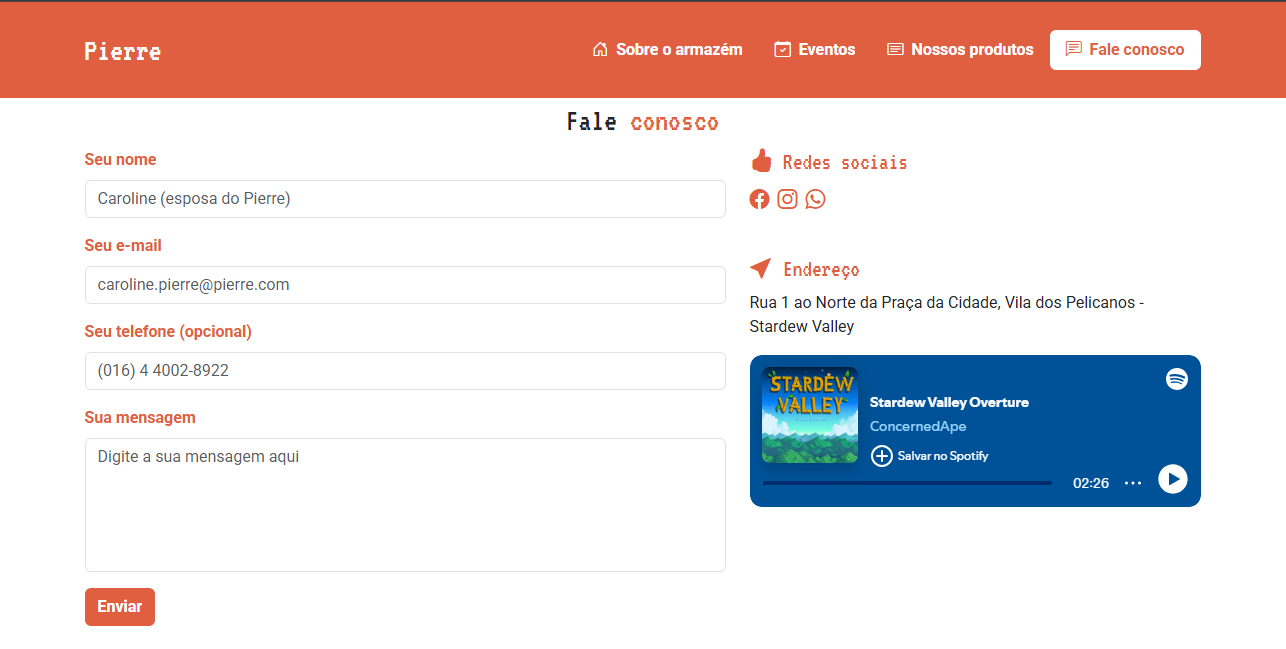 Pierre
Sobre o armazém
Eventos
Nossos produtos
Fale conosco
Fale conosco
Seu nome
Caroline (esposa do Pierre)
Seu e-mail
caroline.pierre@pierre.com
Seu telefone (opcional)
(016) 4 4002-8922
Sua mensagem
Digite a sua mensagem aqui
Enviar
Redes sociais
Endereço
Rua 1 ao Norte da Praça da Cidade, Vila dos Pelicanos -
Stardew Valley
STARDEW
VALLEY
Stardew Valley Overture
ConcernedApe
Salvar no Spotify
02:26